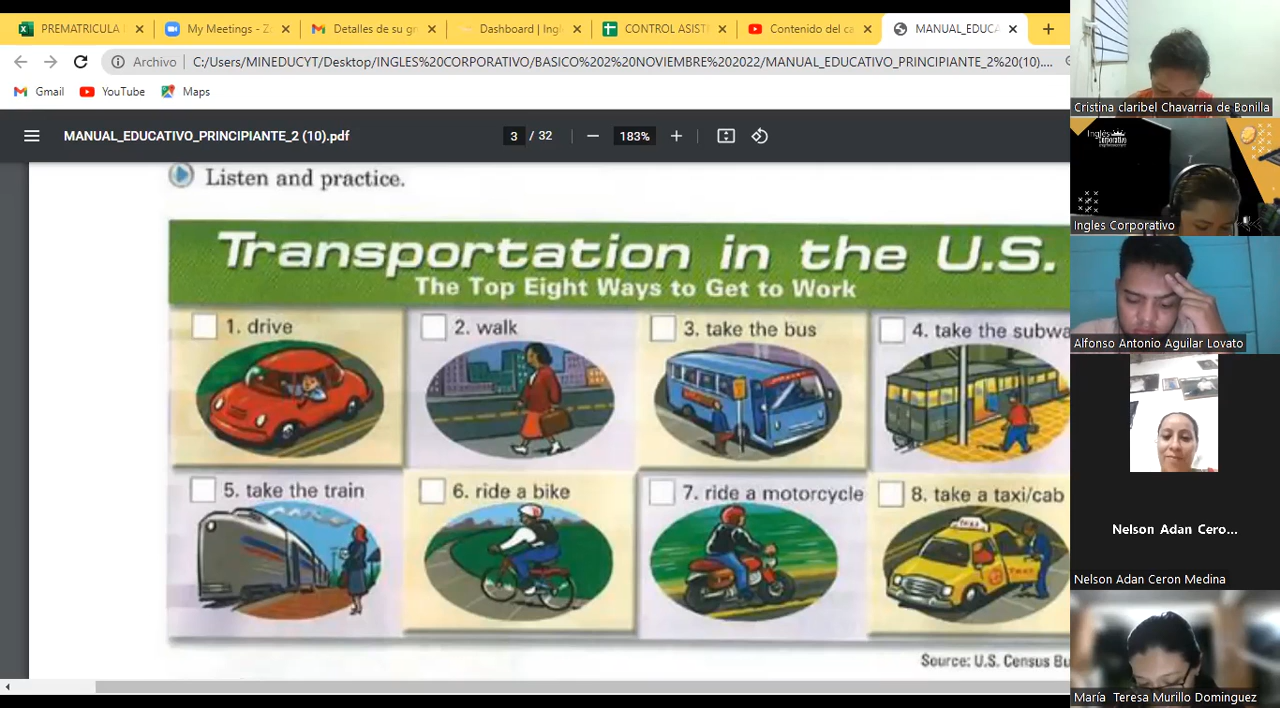 PREMATRICULA
My Meetings - Z
Detalles de su gr
Dashboard | Ingl
CONTROL ASIST
Contenido del ca
MANUAL_EDUCA
Archivo
C:/Users/MINEDUCYT/Desktop/INGLES%20CORPORATIVO/BASICO%202%20NOVIEMBRE%202022/MANUAL_EDUCATIVO_PRINCIPIANTE_2%20(10)....
Gmail
YouTube
Maps
MANUAL_EDUCATIVO_PRINCIPIANTE_2 (10).pdf
3 / 32
183%
Listen and practice.
Transportation in the U.S.
The Top Eight Ways to Get to Work
1. drive
2. walk
3. take the bus
4. take the subwa
5. take the train
6. ride a bike
7. ride a motorcycle
8. take a taxi/cab
TAXI
TAXI
Source: U.S. Census Bu
Cristina claribel Chavarria de Bonilla
Inglés
Corporativo
Ingles Corporativo
Alfonso Antonio Aguilar Lovato
Nelson Adan Cero...
Nelson Adan Ceron Medina
María Teresa Murillo Dominguez